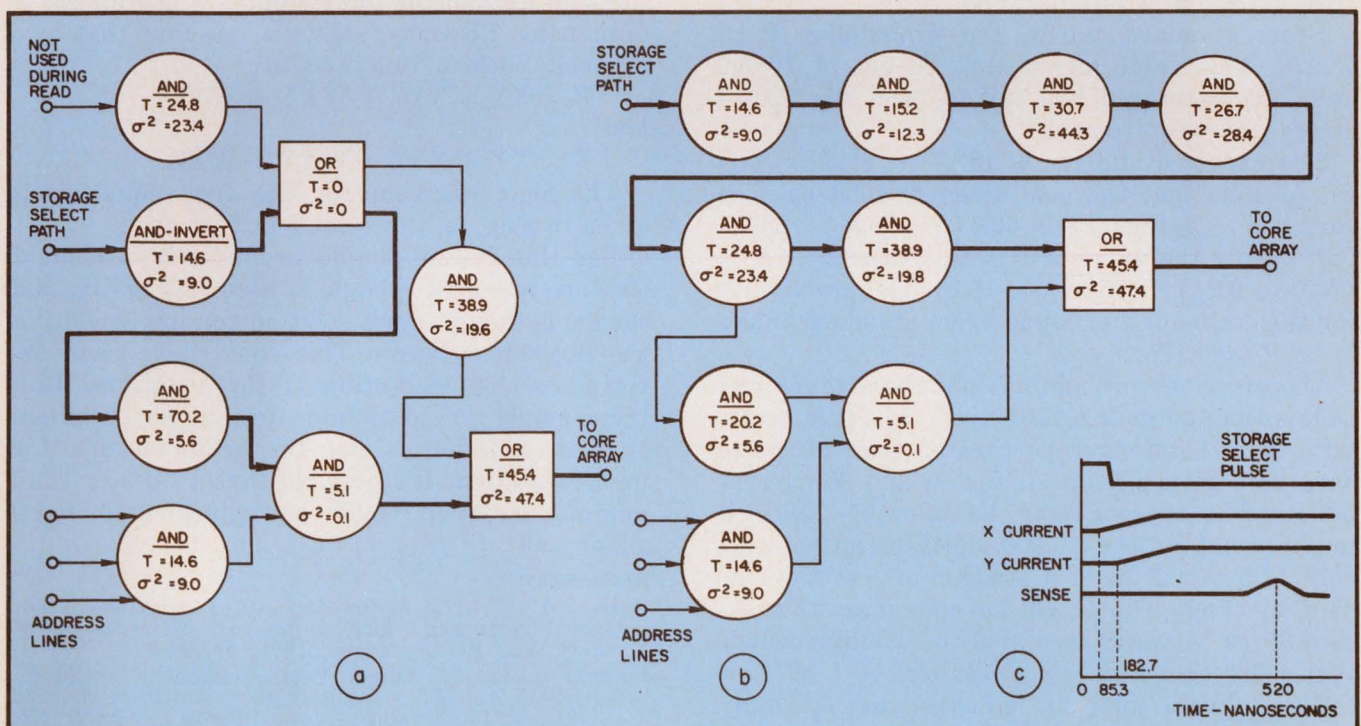 NOT
USED
DURING
READ
AND
T = 24.8
σ² = 23.4
OR
T = 0
σ² = 0
STORAGE
SELECT
PATH
AND-INVERT
T = 14.6
σ² = 9.0
AND
T = 38.9
σ² = 19.6
AND
T = 70.2
σ² = 5.6
AND
T = 5.1
σ² = 0.1
OR
T = 45.4
σ² = 47.4
TO
CORE
ARRAY
AND
T = 14.6
σ² = 9.0
ADDRESS
LINES
a
STORAGE
SELECT
PATH
AND
T = 14.6
σ² = 9.0
AND
T = 15.2
σ² = 12.3
AND
T = 30.7
σ² = 44.3
AND
T = 26.7
σ² = 28.4
AND
T = 24.8
σ² = 23.4
AND
T = 38.9
σ² = 19.8
OR
T = 45.4
σ² = 47.4
TO
CORE
ARRAY
AND
T = 20.2
σ² = 5.6
AND
T = 5.1
σ² = 0.1
AND
T = 14.6
σ² = 9.0
ADDRESS
LINES
b
c
STORAGE
SELECT
PULSE
X CURRENT
Y CURRENT
SENSE
182.7
0 85.3 520
TIME – NANOSECONDS